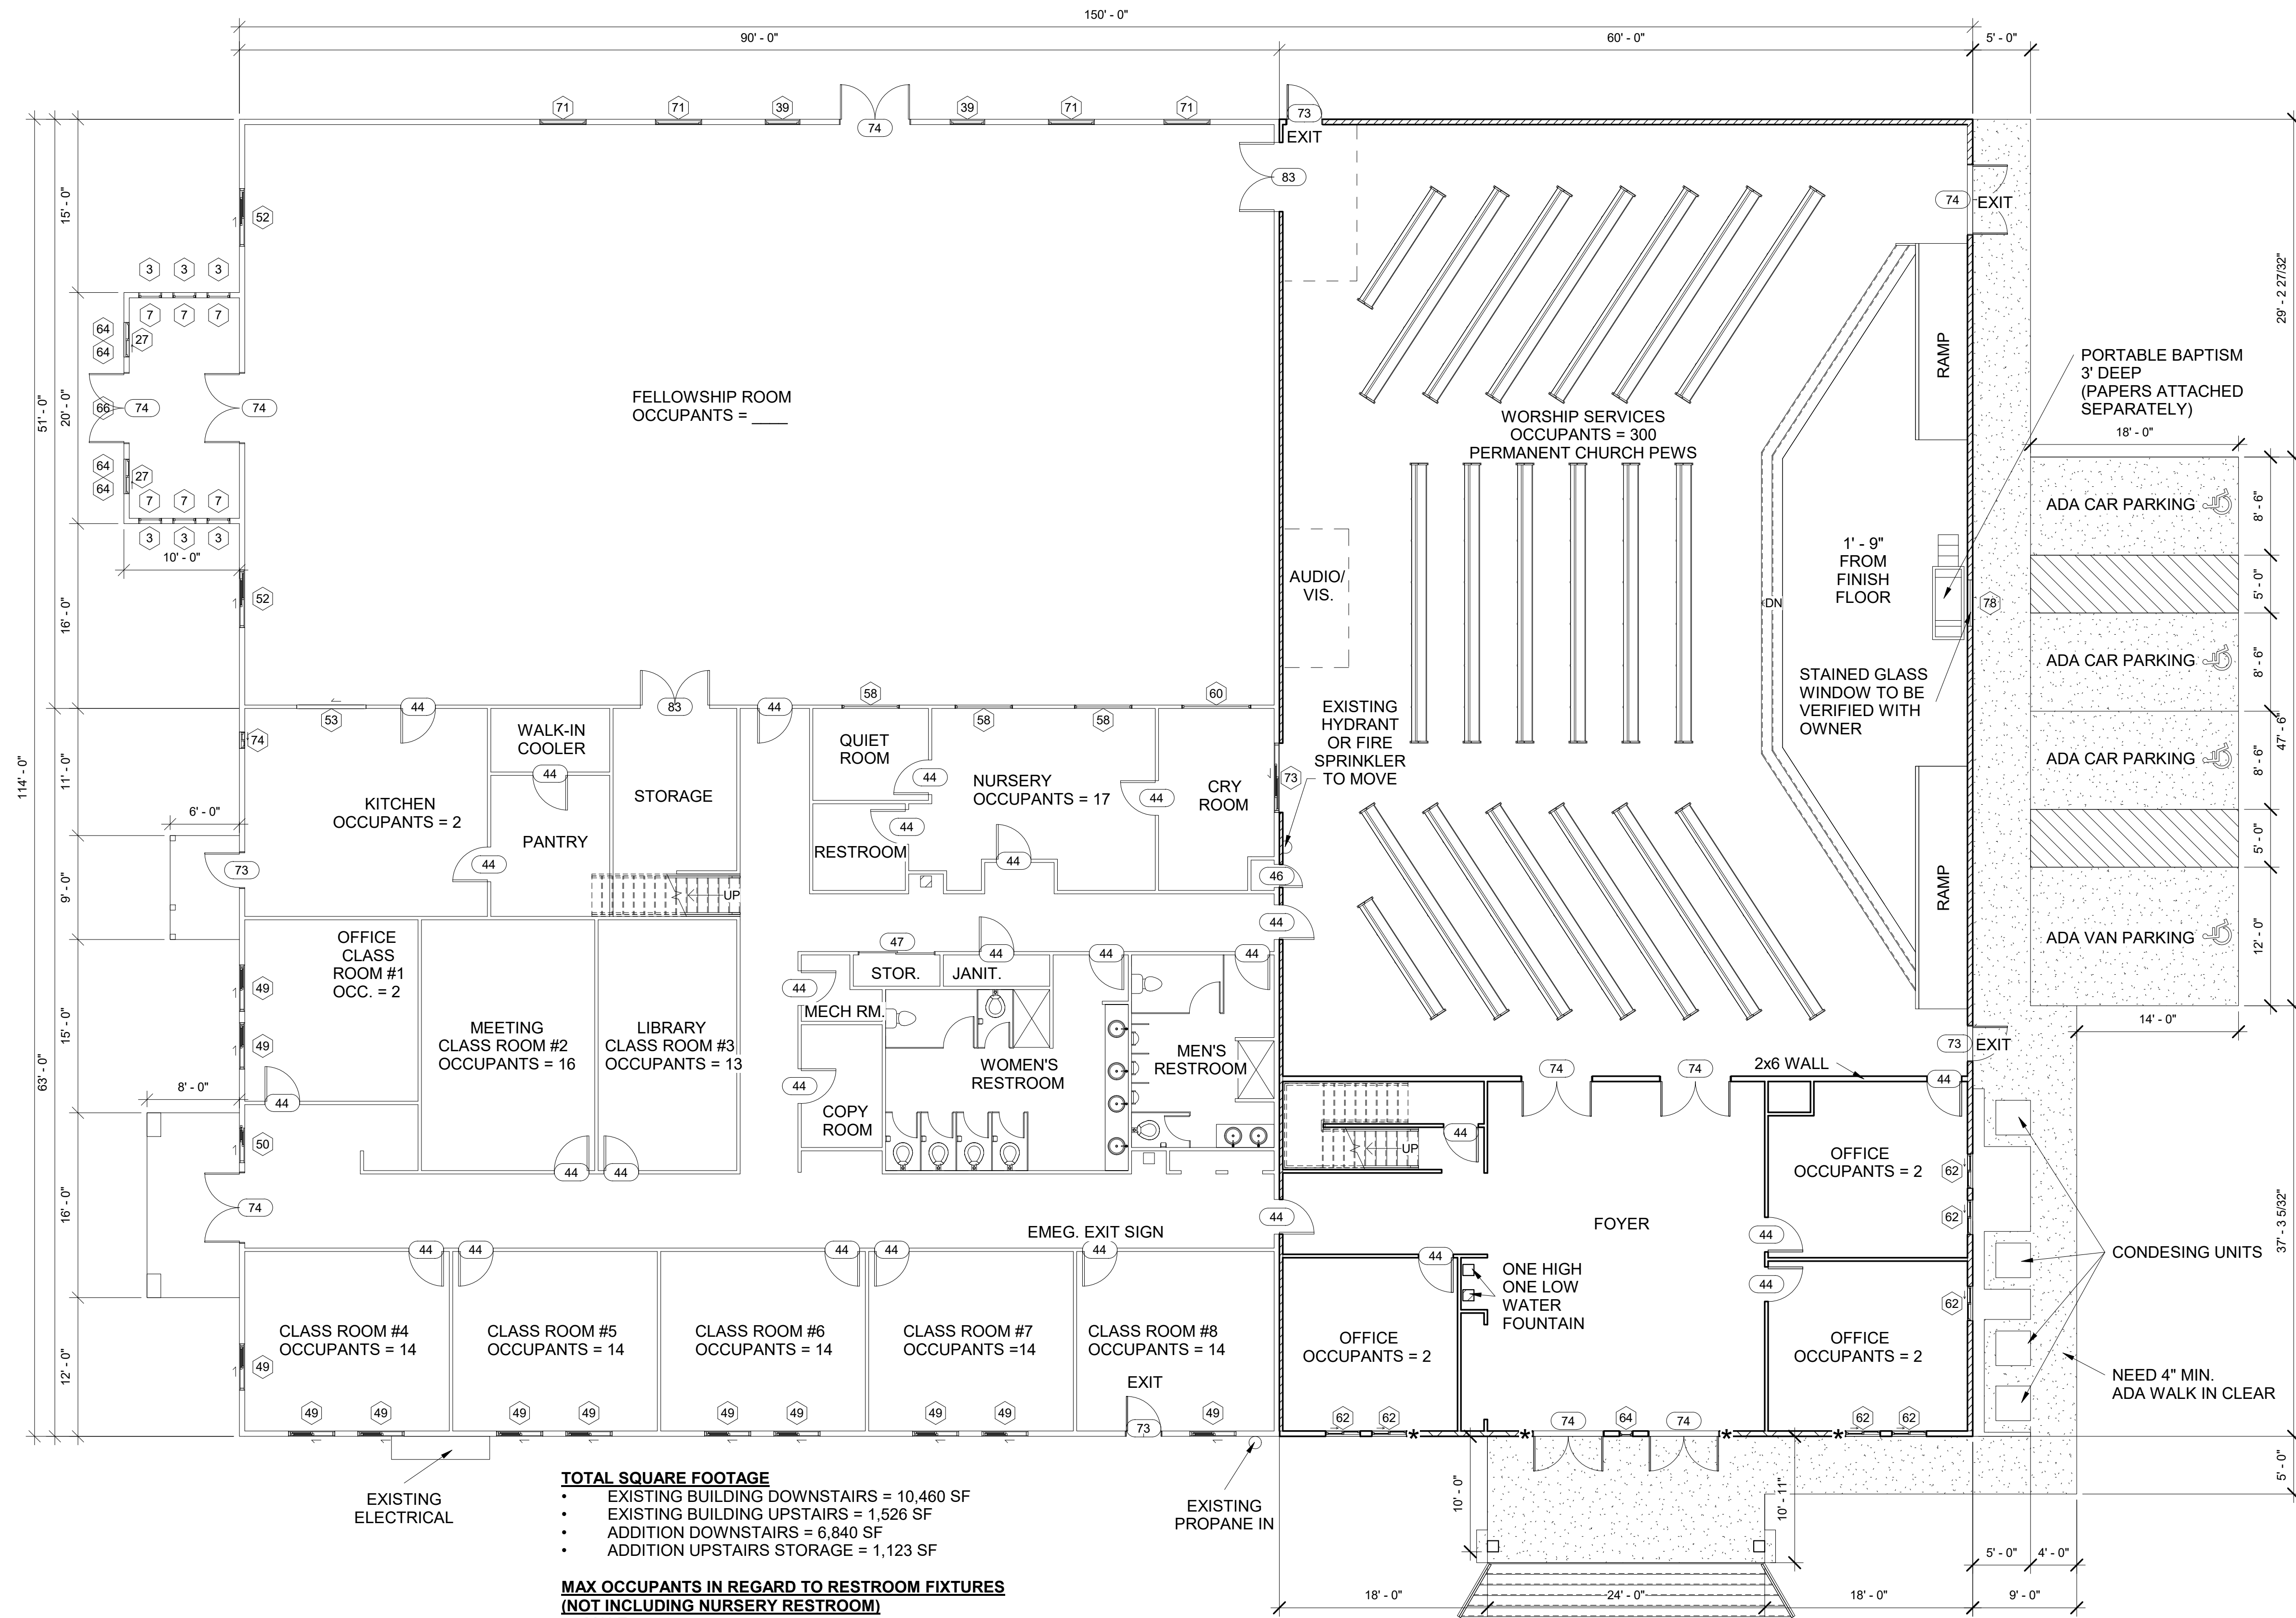 150' - 0"
90' - 0"
60' - 0"
5' - 0"
71
71
39
74
39
71
71
73
EXIT
83
74
EXIT
15' - 0"
52
3 3 3
7 7 7
64
64
27
66
74
74
20' - 0"
51' - 0"
64
64
27
7 7 7
3 3 3
10' - 0"
52
16' - 0"
FELLOWSHIP ROOM
OCCUPANTS = ____
WORSHIP SERVICES
OCCUPANTS = 300
PERMANENT CHURCH PEWS
AUDIO/
VIS.
RAMP
1' - 9"
FROM
FINISH
FLOOR
DN
78
PORTABLE BAPTISM
3' DEEP
(PAPERS ATTACHED
SEPARATELY)
18' - 0"
29' - 2 27/32"
ADA CAR PARKING
8' - 6"
5' - 0"
ADA CAR PARKING
8' - 6"
ADA CAR PARKING
8' - 6"
47' - 6"
5' - 0"
ADA VAN PARKING
12' - 0"
14' - 0"
STAINED GLASS
WINDOW TO BE
VERIFIED WITH
OWNER
RAMP
EXISTING
HYDRANT
OR FIRE
SPRINKLER
TO MOVE
53
44
83
44
58
58
58
60
74
WALK-IN
COOLER
44
QUIET
ROOM
44
NURSERY
OCCUPANTS = 17
44
CRY
ROOM
73
KITCHEN
OCCUPANTS = 2
STORAGE
PANTRY
44
RESTROOM
44
44
46
44
UP
11' - 0"
114' - 0"
6' - 0"
73
9' - 0"
OFFICE
CLASS
ROOM #1
OCC. = 2
49
49
44
50
15' - 0"
63' - 0"
8' - 0"
16' - 0"
74
MEETING
CLASS ROOM #2
OCCUPANTS = 16
44
LIBRARY
CLASS ROOM #3
OCCUPANTS = 13
44
47
STOR.
44
JANIT.
44
44
44
MECH RM.
44
COPY
ROOM
WOMEN'S
RESTROOM
MEN'S
RESTROOM
74
74
2x6 WALL
73
EXIT
44
44
UP
OFFICE
OCCUPANTS = 2
62
62
44
FOYER
44
EMEG. EXIT SIGN
44
44
44
44
44
44
44
62
37' - 3 5/32"
CONDESING UNITS
CLASS ROOM #4
OCCUPANTS = 14
CLASS ROOM #5
OCCUPANTS = 14
CLASS ROOM #6
OCCUPANTS = 14
CLASS ROOM #7
OCCUPANTS =14
CLASS ROOM #8
OCCUPANTS = 14
EXIT
73
ONE HIGH
ONE LOW
WATER
FOUNTAIN
OFFICE
OCCUPANTS = 2
OFFICE
OCCUPANTS = 2
NEED 4" MIN.
ADA WALK IN CLEAR
12' - 0"
49
49
49
49
49
49
49
49
49
49
62
62
*
*
74
64
74
*
*
62
62
5' - 0"
EXISTING
ELECTRICAL
EXISTING
PROPANE IN
10' - 0"
10' - 11"
5' - 0"
4' - 0"
18' - 0"
24' - 0"
18' - 0"
9' - 0"
TOTAL SQUARE FOOTAGE
• EXISTING BUILDING DOWNSTAIRS = 10,460 SF
• EXISTING BUILDING UPSTAIRS = 1,526 SF
• ADDITION DOWNSTAIRS = 6,840 SF
• ADDITION UPSTAIRS STORAGE = 1,123 SF
MAX OCCUPANTS IN REGARD TO RESTROOM FIXTURES
(NOT INCLUDING NURSERY RESTROOM)